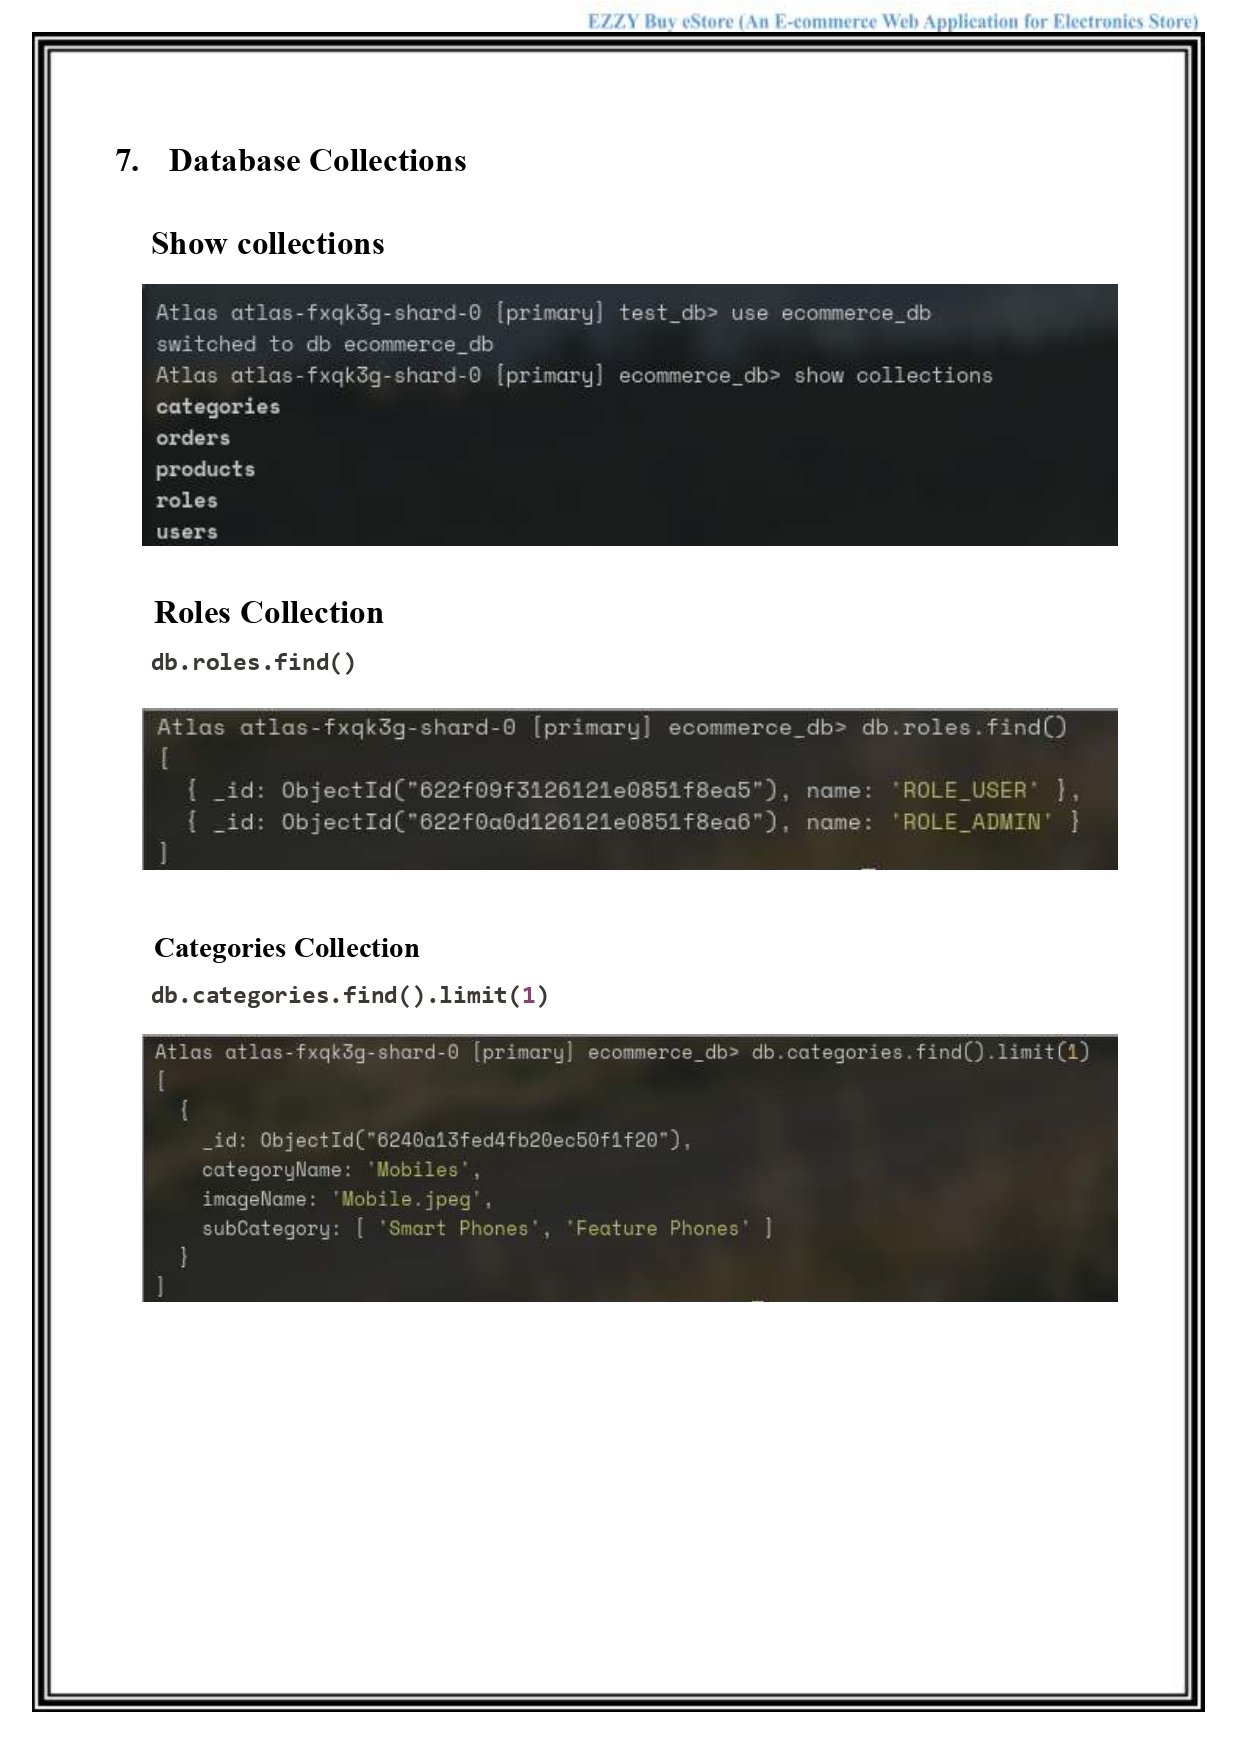 EZZY Buy eStore (An E-commerce Web Application for Electronics Store)
7. Database Collections
Show collections
Atlas atlas-fxqk3g-shard-0 [primary] test_db> use ecommerce_db
switched to db ecommerce_db
Atlas atlas-fxqk3g-shard-0 [primary] ecommerce_db> show collections
categories
orders
products
roles
users
Roles Collection
db.roles.find()
Atlas atlas-fxqk3g-shard-0 [primary] ecommerce_db> db.roles.find()
[
{ _id: ObjectId("622f09f3126121e0851f8ea5"), name: 'ROLE_USER' },
{ _id: ObjectId("622f0a0d126121e0851f8ea6"), name: 'ROLE_ADMIN' }
]
Categories Collection
db.categories.find().limit(1)
Atlas atlas-fxqk3g-shard-0 [primary] ecommerce_db> db.categories.find().limit(1)
[
{
_id: ObjectId("6240a13fed4fb20ec50f1f20"),
categoryName: 'Mobiles',
imageName: 'Mobile.jpeg',
subCategory: [ 'Smart Phones', 'Feature Phones' ]
}
]